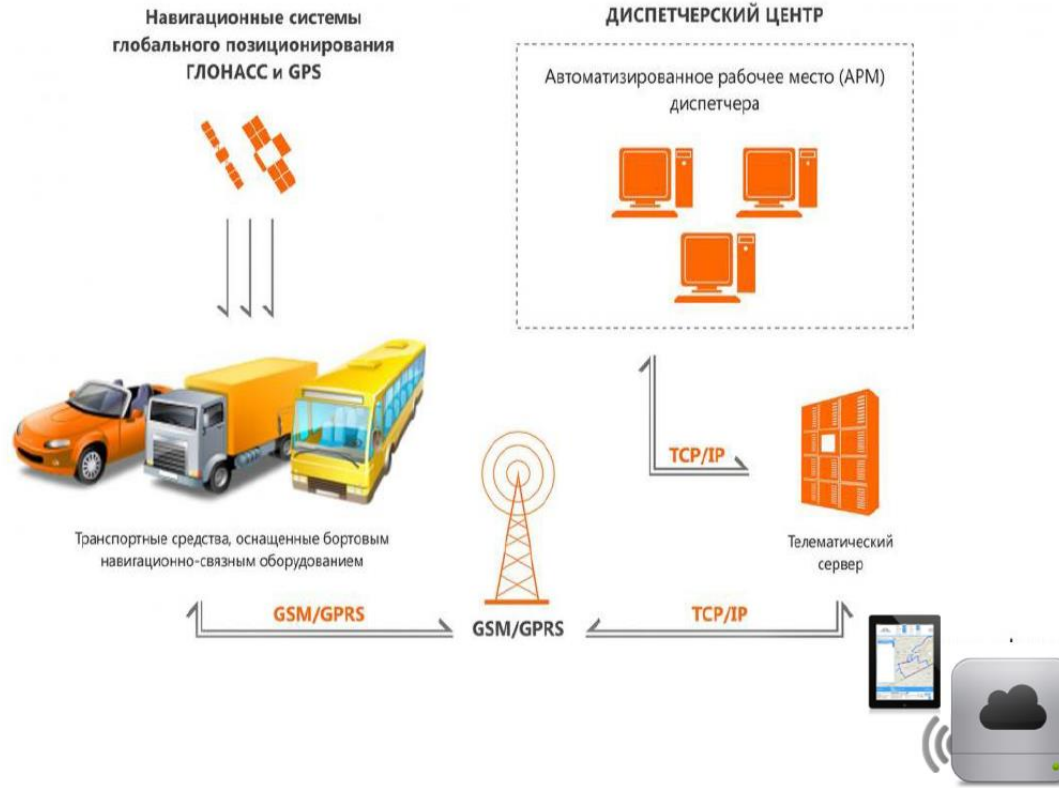 Навигационные системы
глобального позиционирования
ГЛОНАСС и GPS
ДИСПЕТЧЕРСКИЙ ЦЕНТР
Автоматизированное рабочее место (АРМ)
диспетчера
TCP/IP
Телематический
сервер
Транспортные средства, оснащенные бортовым
навигационно-связным оборудованием
GSM/GPRS
GSM/GPRS
TCP/IP